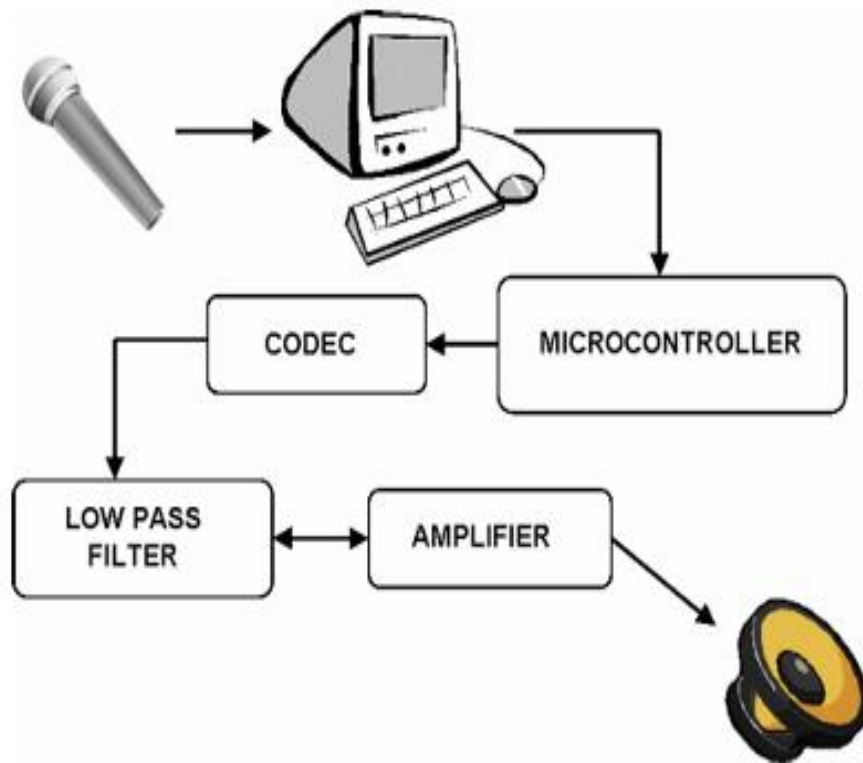 CODEC
MICROCONTROLLER
LOW PASS
FILTER
AMPLIFIER